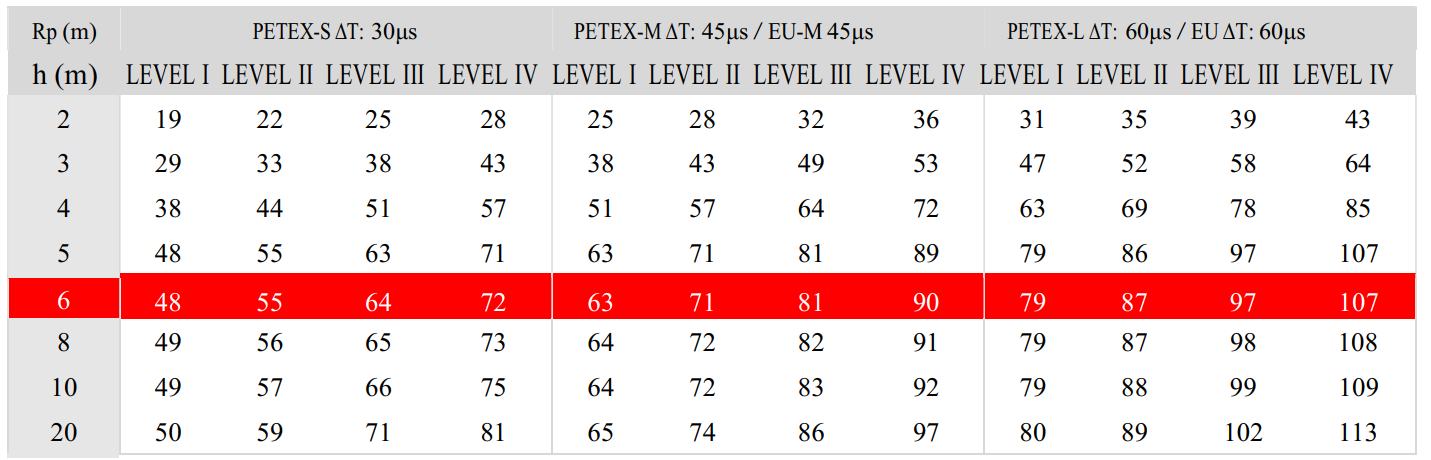 Rp (m) PETEX-S ΔT: 30μs PETEX-M ΔT: 45μs / EU-M 45μs PETEX-L ΔT: 60μs / EU ΔT: 60μs
h (m) LEVEL I LEVEL II LEVEL III LEVEL IV LEVEL I LEVEL II LEVEL III LEVEL IV LEVEL I LEVEL II LEVEL III LEVEL IV
2 19 22 25 28 25 28 32 36 31 35 39 43
3 29 33 38 43 38 43 49 53 47 52 58 64
4 38 44 51 57 51 57 64 72 63 69 78 85
5 48 55 63 71 63 71 81 89 79 86 97 107
6 48 55 64 72 63 71 81 90 79 87 97 107
8 49 56 65 73 64 72 82 91 79 87 98 108
10 49 57 66 75 64 72 83 92 79 88 99 109
20 50 59 71 81 65 74 86 97 80 89 102 113